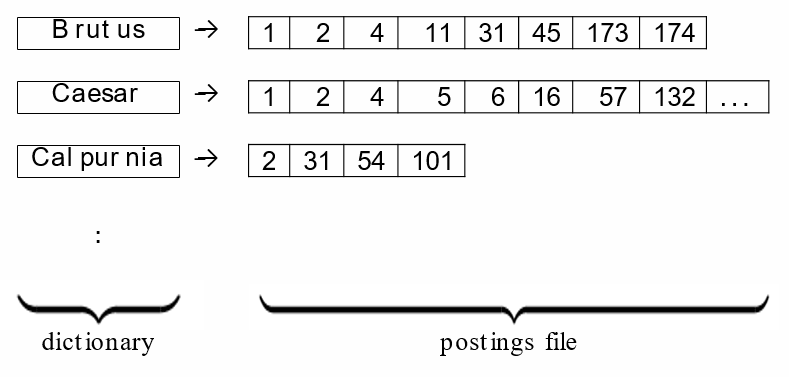 Brutus → 1 2 4 11 31 45 173 174
Caesar → 1 2 4 5 6 16 57 132 ...
Calpurnia → 2 31 54 101
:
dictionary postings file